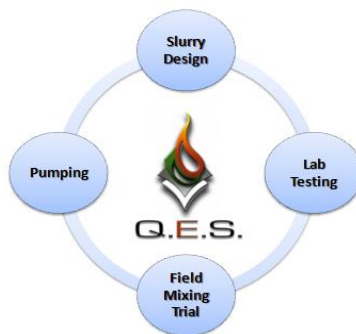 Slurry
Design
Pumping
Lab
Testing
Q.E.S.
Field
Mixing
Trial